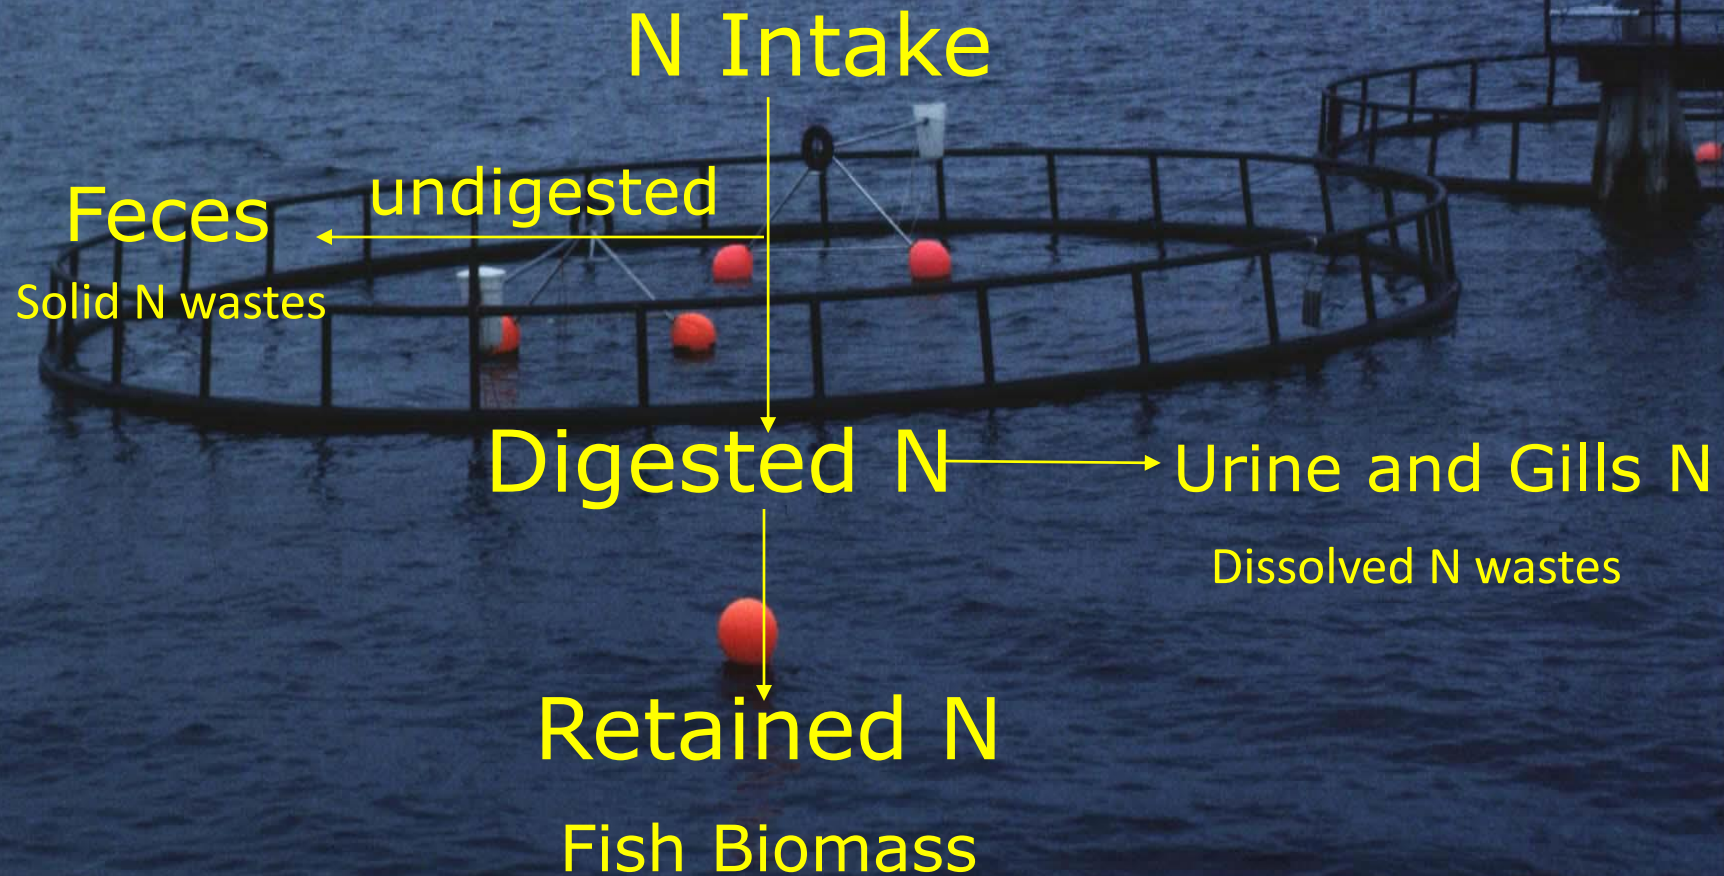 N Intake
undigested
Feces
Solid N wastes
Digested N
Urine and Gills N
Dissolved N wastes
Retained N
Fish Biomass